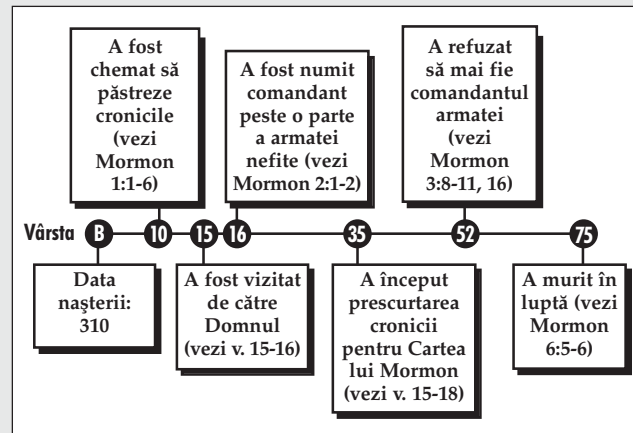 A fost
chemat să
păstreze
cronicile
(vezi
Mormon
1:1-6)
A fost numit
comandant
peste o parte
a armatei
nefite (vezi
Mormon 2:1-2)
A refuzat
să mai fie
comandantul
armatei
(vezi
Mormon
3:8-11, 16)
Vârsta B 10 15 16 35 52 75
Data
nașterii:
310
A fost vizitat
de către
Domnul
(vezi v. 15-16)
A început
prescurtarea
cronicii
pentru Cartea
lui Mormon
(vezi v. 15-18)
A murit în
luptă (vezi
Mormon
6:5-6)